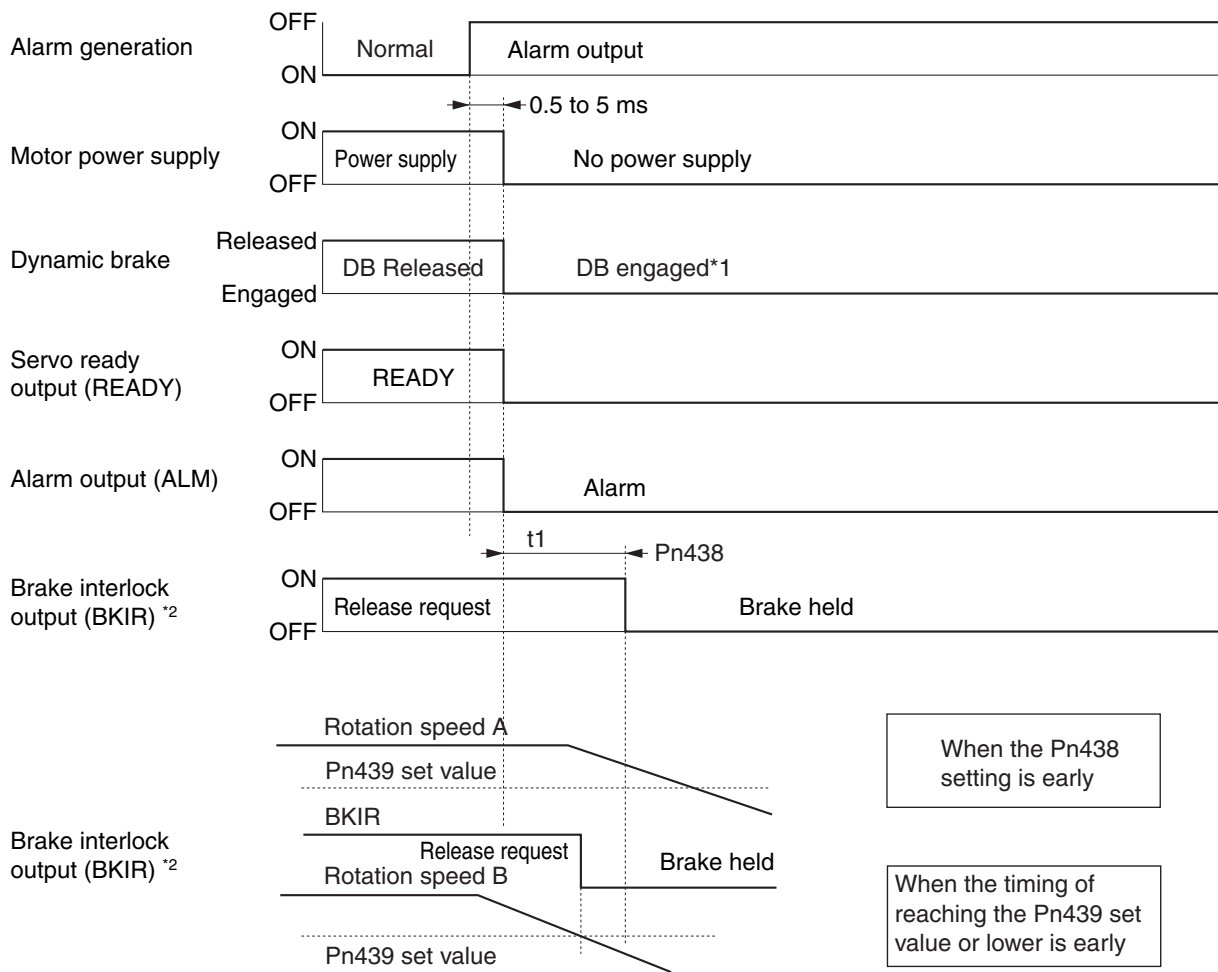 OFF
Alarm generation
Normal
Alarm output
ON
0.5 to 5 ms
ON
Motor power supply
Power supply
No power supply
OFF
Released
Dynamic brake
DB Released
DB engaged*1
Engaged
ON
Servo ready
output (READY)
READY
OFF
ON
Alarm output (ALM)
Alarm
OFF
t1
Pn438
ON
Brake interlock
output (BKIR) *2
Release request
Brake held
OFF
Rotation speed A
Pn439 set value
When the Pn438
setting is early
BKIR
Brake interlock
output (BKIR) *2
Release request
Brake held
Rotation speed B
Pn439 set value
When the timing of
reaching the Pn439 set
value or lower is early